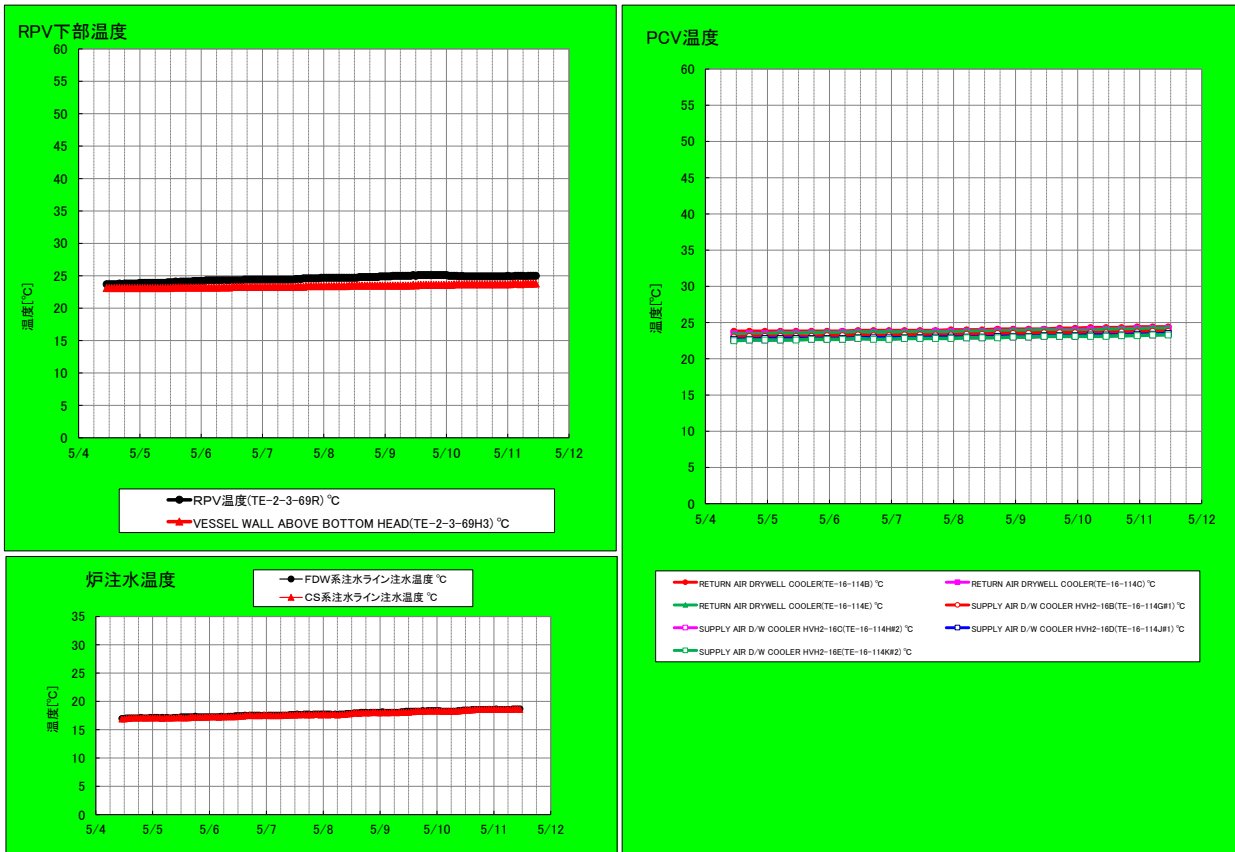 RPV下部温度
60
55
50
45
40
35
30
25
20
15
10
5
0
温度[℃]
5/4 5/5 5/6 5/7 5/8 5/9 5/10 5/11 5/12
RPV温度(TE-2-3-69R) ℃
VESSEL WALL ABOVE BOTTOM HEAD(TE-2-3-69H3) ℃
炉注水温度
FDW系注水ライン注水温度 ℃
CS系注水ライン注水温度 ℃
35
30
25
20
15
10
5
0
温度[℃]
5/4 5/5 5/6 5/7 5/8 5/9 5/10 5/11 5/12
PCV温度
60
55
50
45
40
35
30
25
20
15
10
5
0
温度[℃]
5/4 5/5 5/6 5/7 5/8 5/9 5/10 5/11 5/12
RETURN AIR DRYWELL COOLER(TE-16-114B) ℃ RETURN AIR DRYWELL COOLER(TE-16-114C) ℃
RETURN AIR DRYWELL COOLER(TE-16-114E) ℃ SUPPLY AIR D/W COOLER HVH2-16B(TE-16-114G#1) ℃
SUPPLY AIR D/W COOLER HVH2-16C(TE-16-114H#2) ℃ SUPPLY AIR D/W COOLER HVH2-16D(TE-16-114J#1) ℃
SUPPLY AIR D/W COOLER HVH2-16E(TE-16-114K#2) ℃